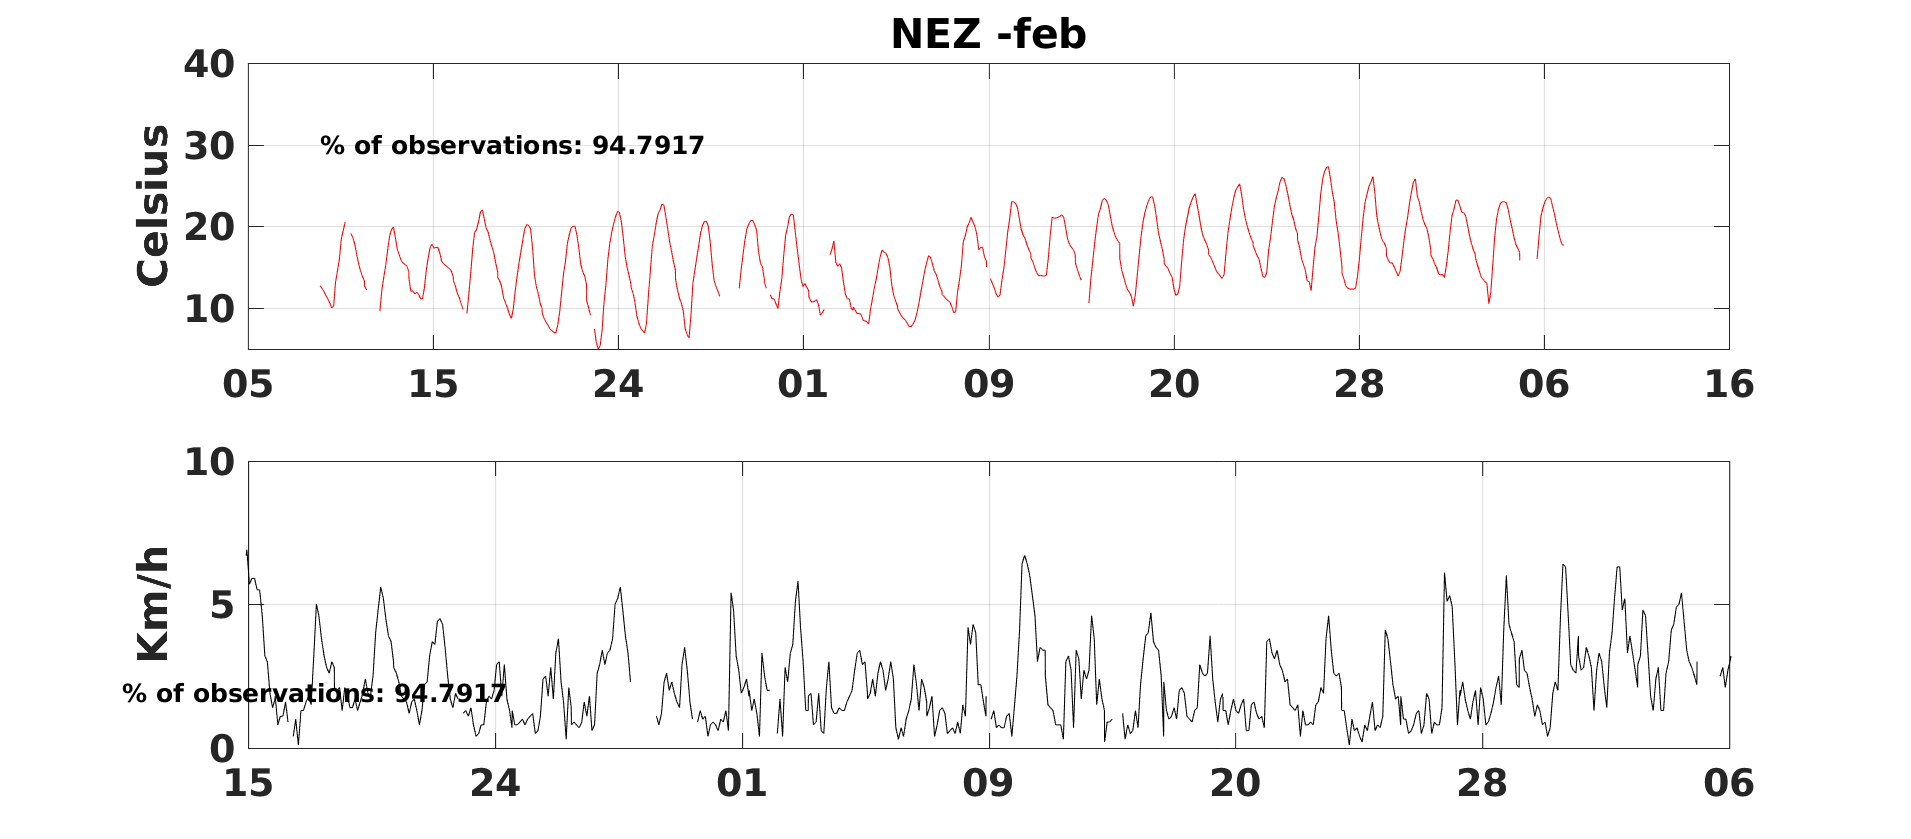 NEZ -feb
40
30
20
10
Celsius
% of observations: 94.7917
05 15 24 01 09 20 28 06 16
10
5
0
Km/h
% of observations: 94.7917
15 24 01 09 20 28 06